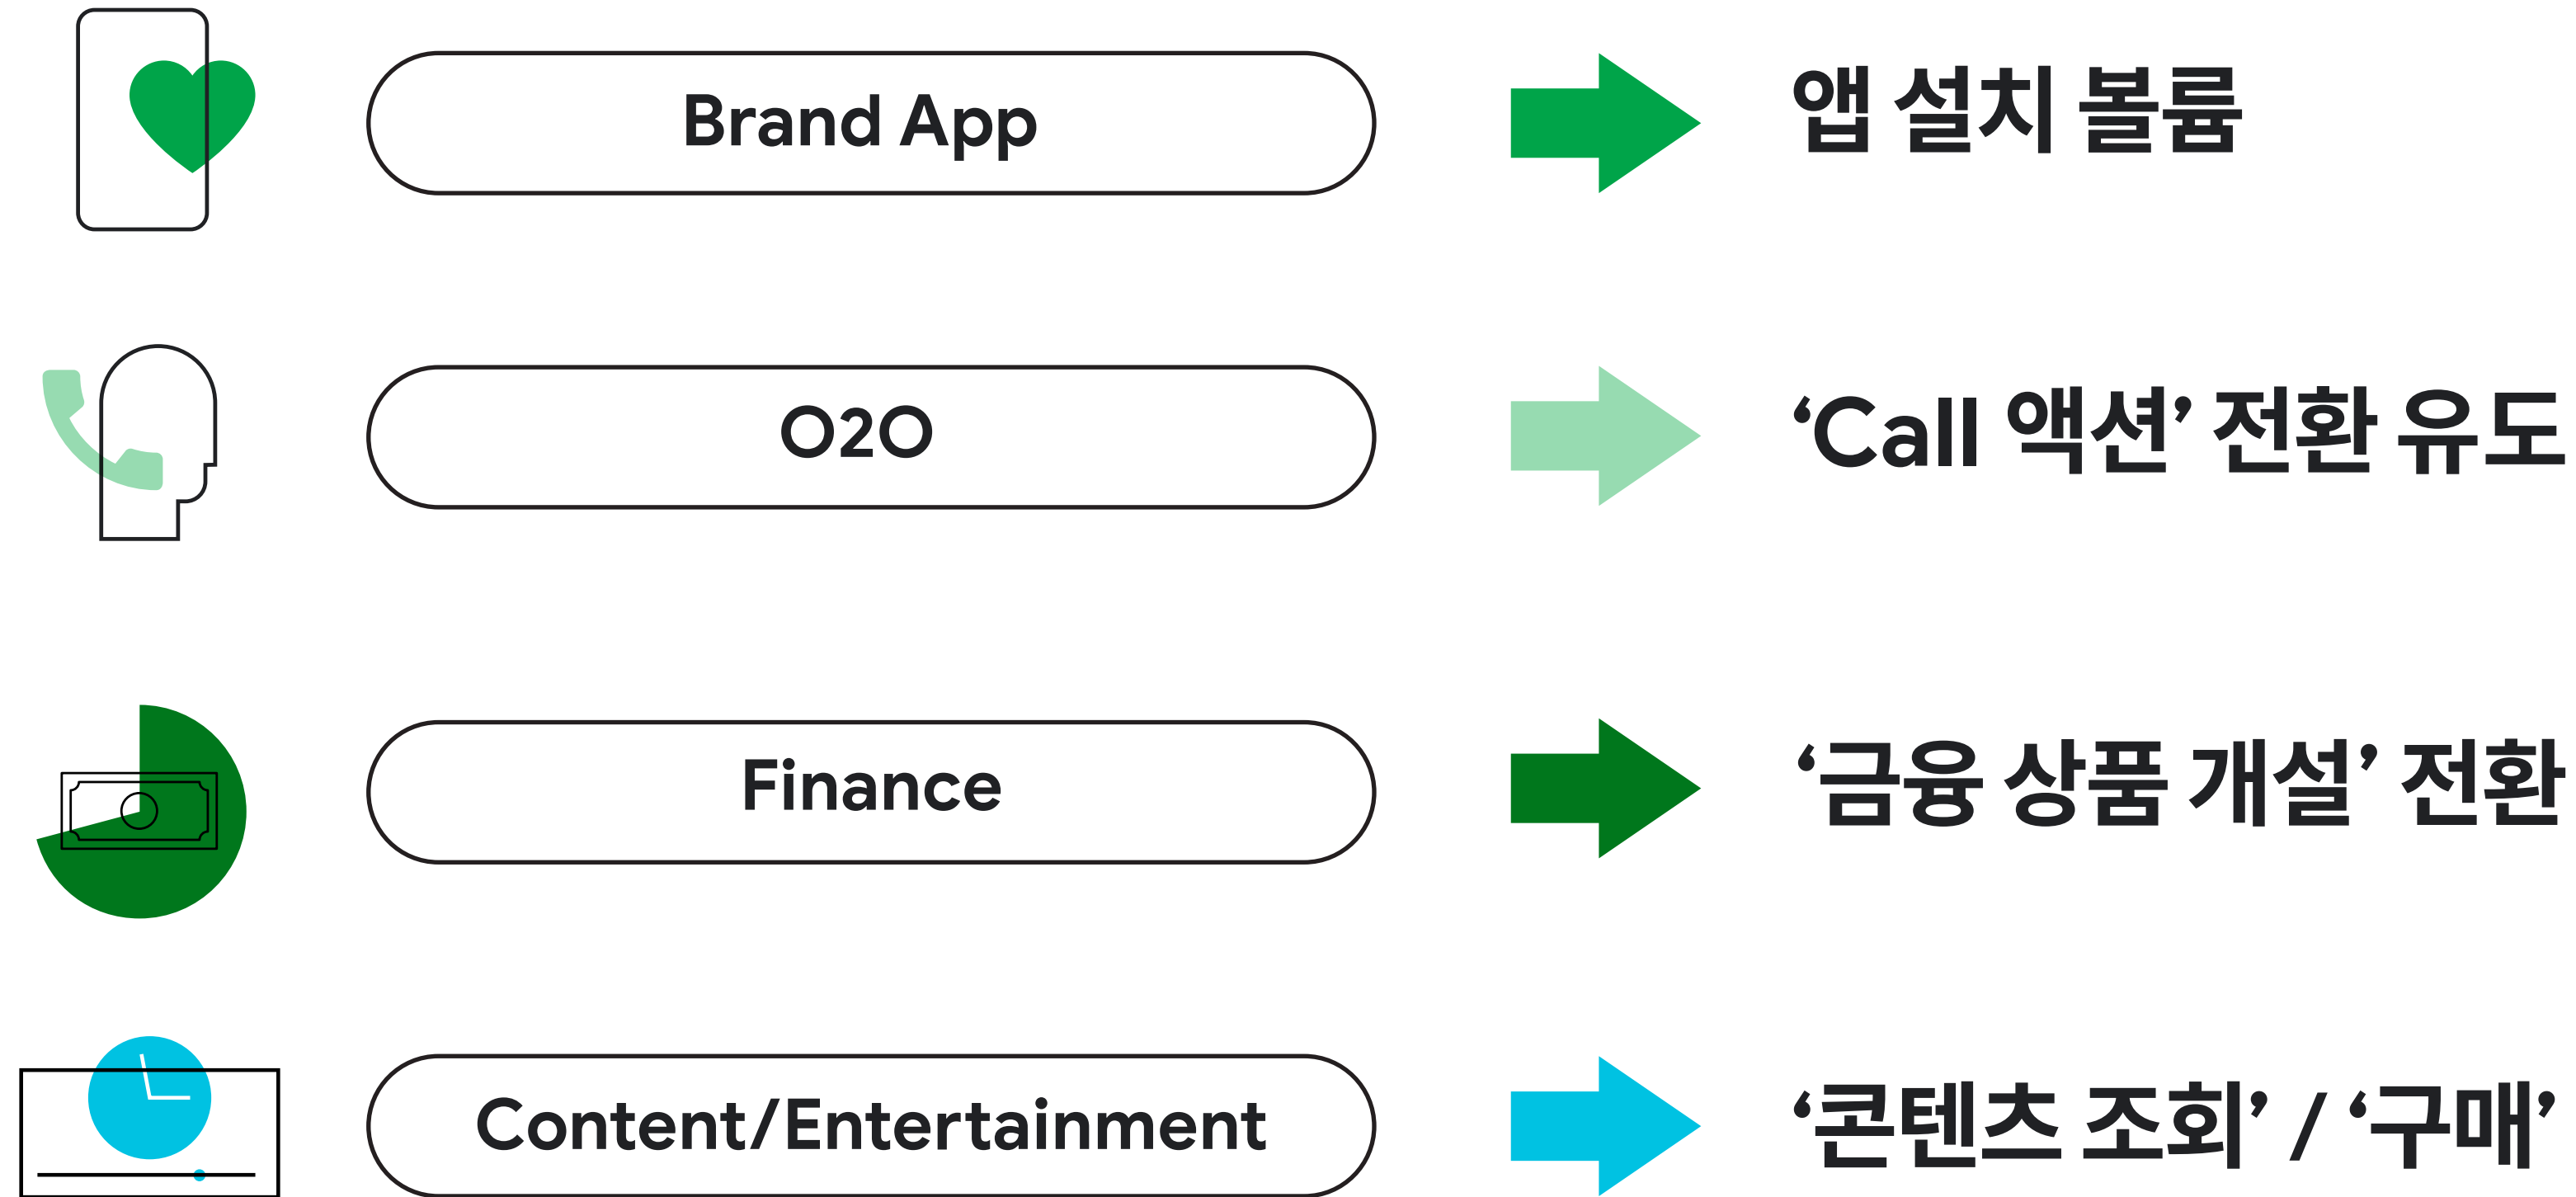 Brand App
앱 설치 볼륨
O2O
‘Call 액션’ 전환 유도
Finance
‘금융 상품 개설’ 전환
Content/Entertainment
‘콘텐츠 조회’ / ‘구매’